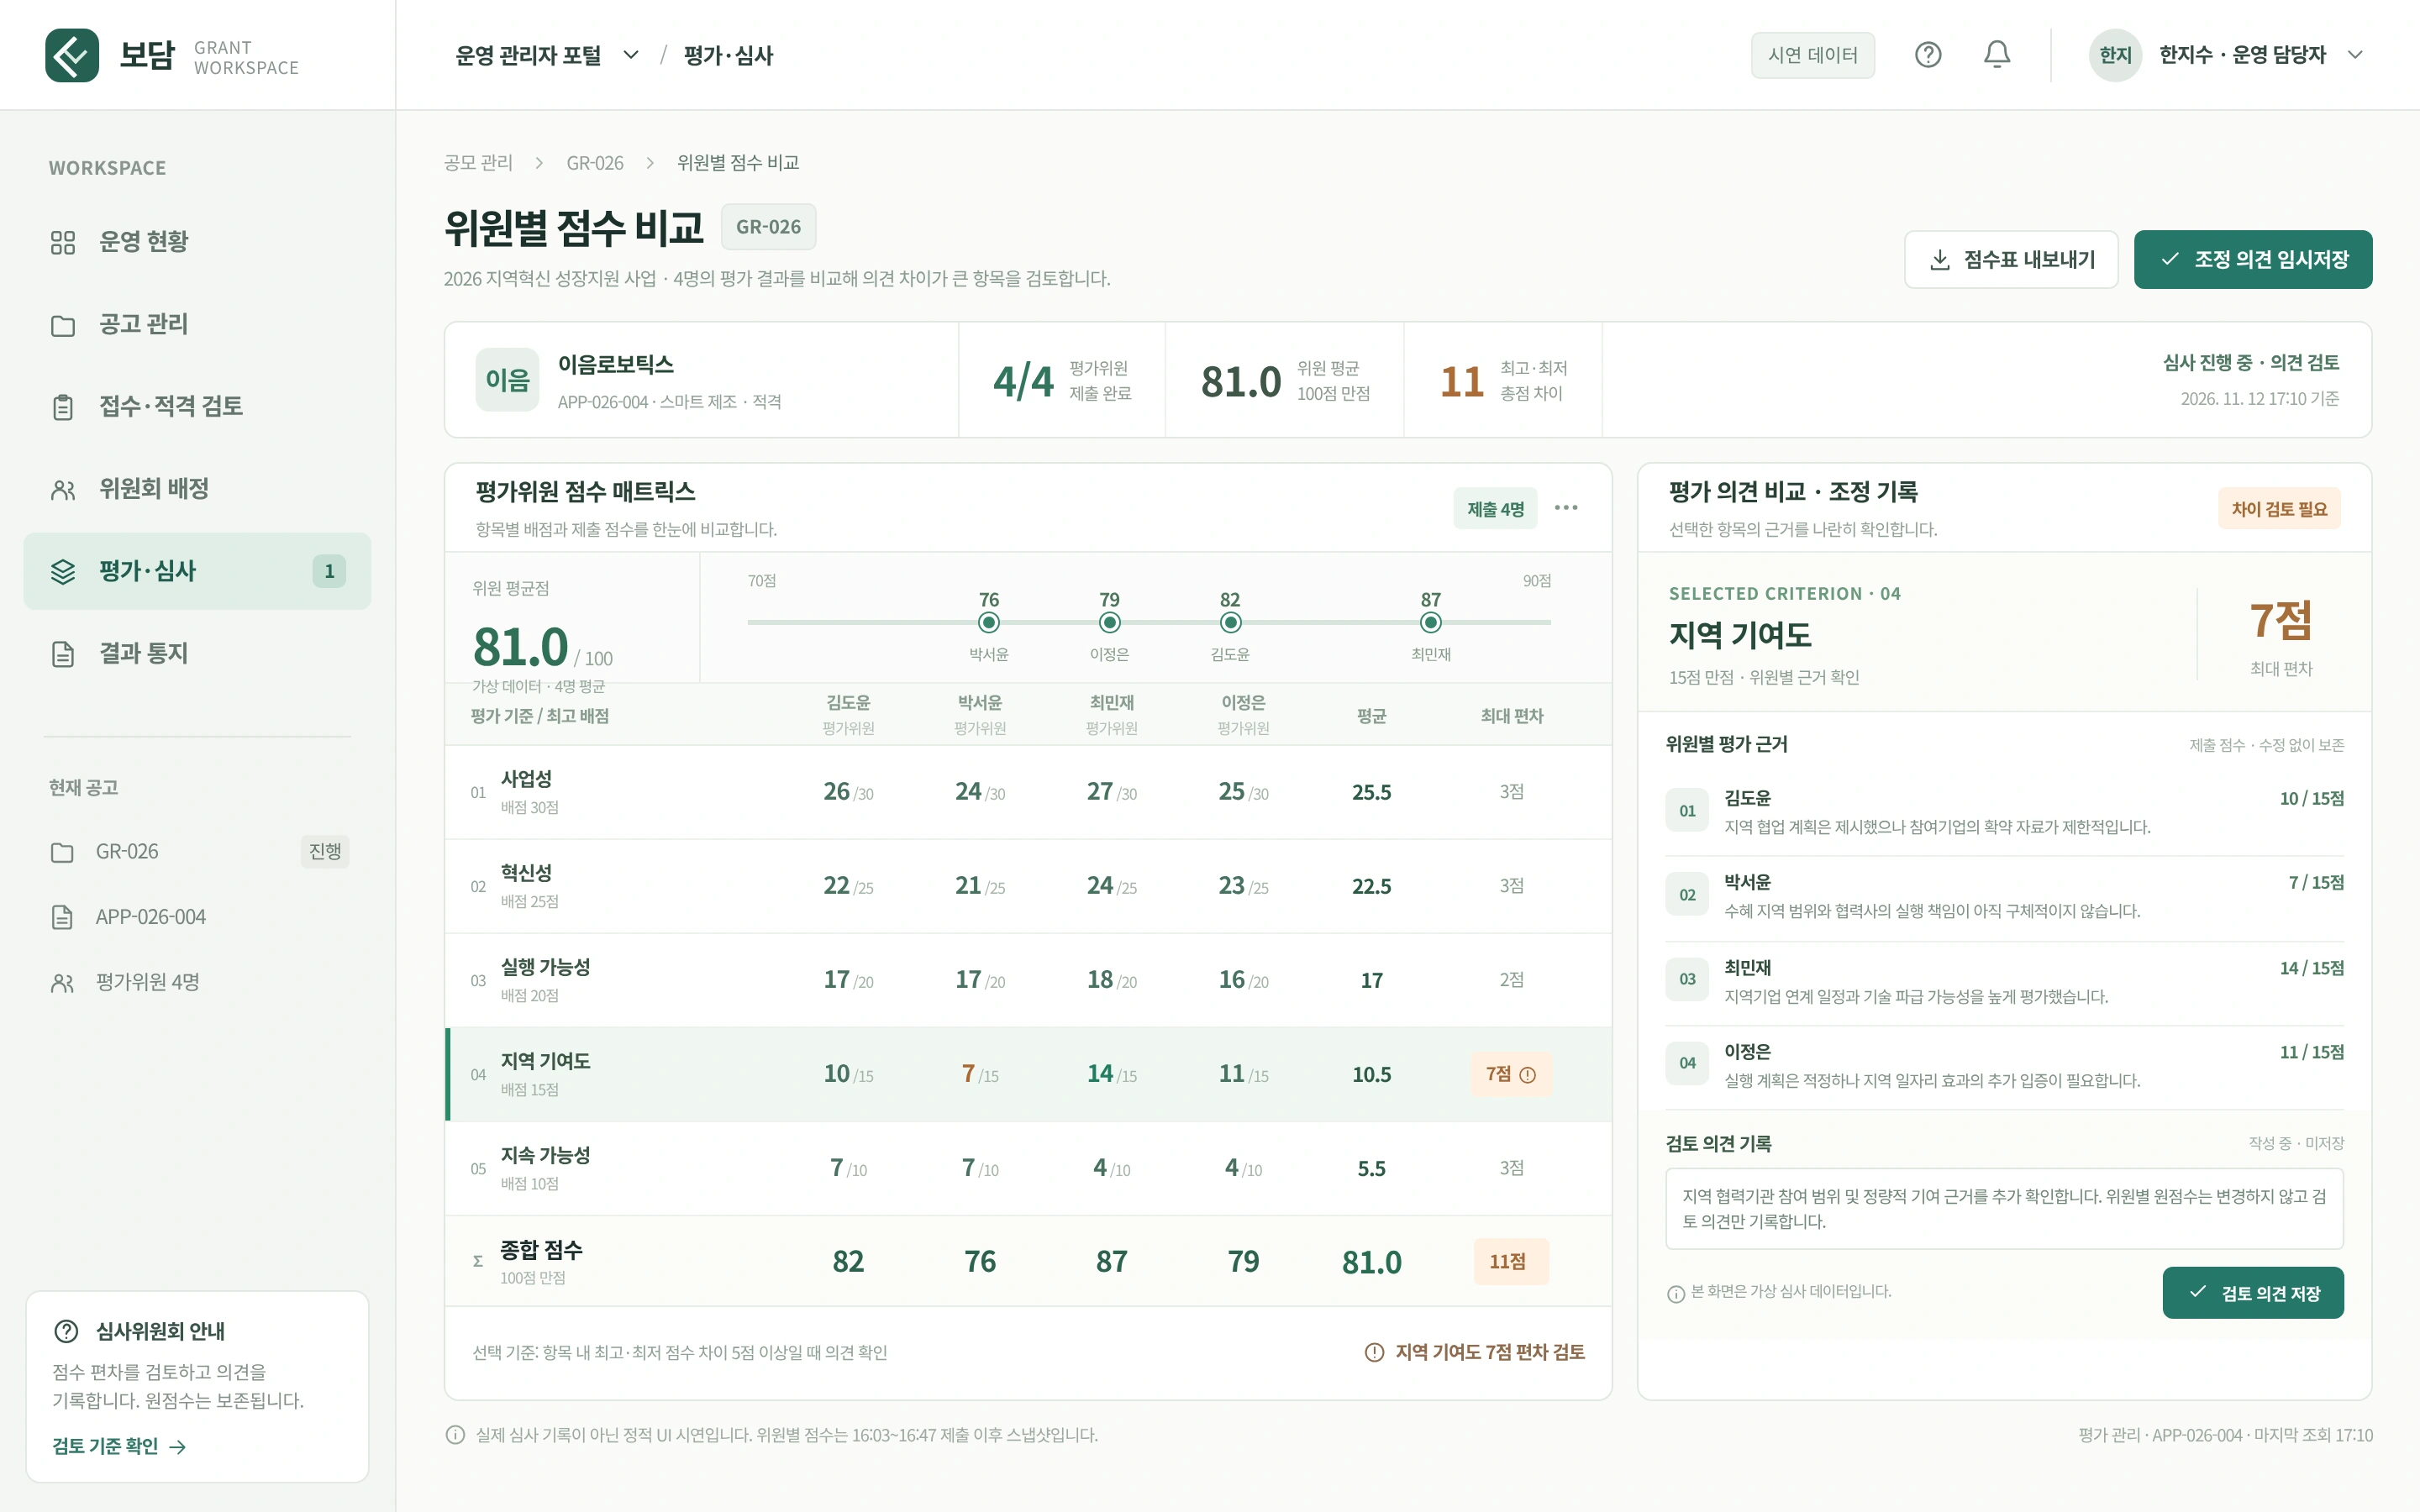 보담
GRANT
WORKSPACE
운영 관리자 포털 / 평가·심사
시연 데이터
한지
한지수 · 운영 담당자
WORKSPACE
운영 현황
공고 관리
접수·적격 검토
위원회 배정
평가·심사 1
결과 통지
현재 공고
GR-026 진행
APP-026-004
평가위원 4명
심사위원회 안내
점수 편차를 검토하고 의견을
기록합니다. 원점수는 보존됩니다.
검토 기준 확인 →
공모 관리 > GR-026 > 위원별 점수 비교
위원별 점수 비교 GR-026
2026 지역혁신 성장지원 사업 · 4명의 평가 결과를 비교해 의견 차이가 큰 항목을 검토합니다.
점수표 내보내기
조정 의견 임시저장
이음
이음로보틱스
APP-026-004 · 스마트 제조 · 적격
4/4 평가위원
제출 완료
81.0 위원 평균
100점 만점
11 최고·최저
총점 차이
심사 진행 중 · 의견 검토
2026. 11. 12 17:10 기준
평가위원 점수 매트릭스
항목별 배점과 제출 점수를 한눈에 비교합니다.
제출 4명
위원 평균점
81.0 / 100
가상 데이터 · 4명 평균
70점 90점
76 79 82 87
박서윤 이정은 김도윤 최민재
평가 기준 / 최고 배점
김도윤 박서윤 최민재 이정은 평균 최대 편차
평가위원 평가위원 평가위원 평가위원
01 사업성 26 /30 24 /30 27 /30 25 /30 25.5 3점
배점 30점
02 혁신성 22 /25 21 /25 24 /25 23 /25 22.5 3점
배점 25점
03 실행 가능성 17 /20 17 /20 18 /20 16 /20 17 2점
배점 20점
04 지역 기여도 10 /15 7 /15 14 /15 11 /15 10.5 7점
배점 15점
05 지속 가능성 7 /10 7 /10 4 /10 4 /10 5.5 3점
배점 10점
Σ 종합 점수 82 76 87 79 81.0 11점
100점 만점
선택 기준: 항목 내 최고·최저 점수 차이 5점 이상일 때 의견 확인
지역 기여도 7점 편차 검토
평가 의견 비교 · 조정 기록
선택한 항목의 근거를 나란히 확인합니다.
차이 검토 필요
SELECTED CRITERION · 04
지역 기여도
15점 만점 · 위원별 근거 확인
7점
최대 편차
위원별 평가 근거 제출 점수 · 수정 없이 보존
01 김도윤 10 / 15점
지역 협업 계획은 제시했으나 참여기업의 확약 자료가 제한적입니다.
02 박서윤 7 / 15점
수혜 지역 범위와 협력사의 실행 책임이 아직 구체적이지 않습니다.
03 최민재 14 / 15점
지역기업 연계 일정과 기술 파급 가능성을 높게 평가했습니다.
04 이정은 11 / 15점
실행 계획은 적정하나 지역 일자리 효과의 추가 입증이 필요합니다.
검토 의견 기록 작성 중 · 미저장
지역 협력기관 참여 범위 및 정량적 기여 근거를 추가 확인합니다. 위원별 원점수는 변경하지 않고 검
토 의견만 기록합니다.
본 화면은 가상 심사 데이터입니다.
검토 의견 저장
실제 심사 기록이 아닌 정적 UI 시연입니다. 위원별 점수는 16:03~16:47 제출 이후 스냅샷입니다.
평가 관리 · APP-026-004 · 마지막 조회 17:10